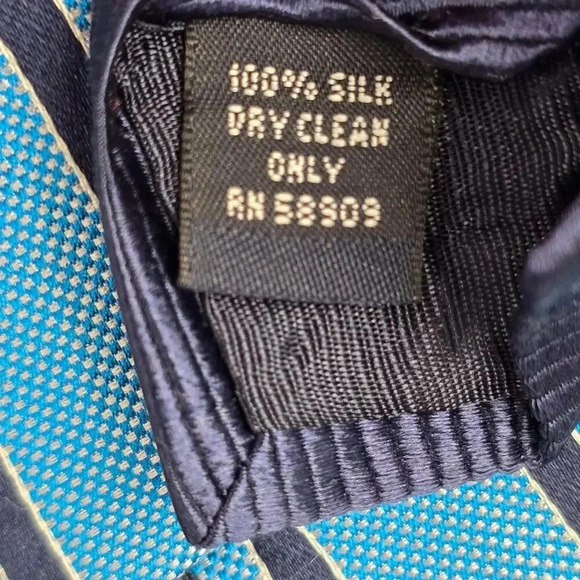 100% SILK
DRY CLEAN
ONLY
RN 58909